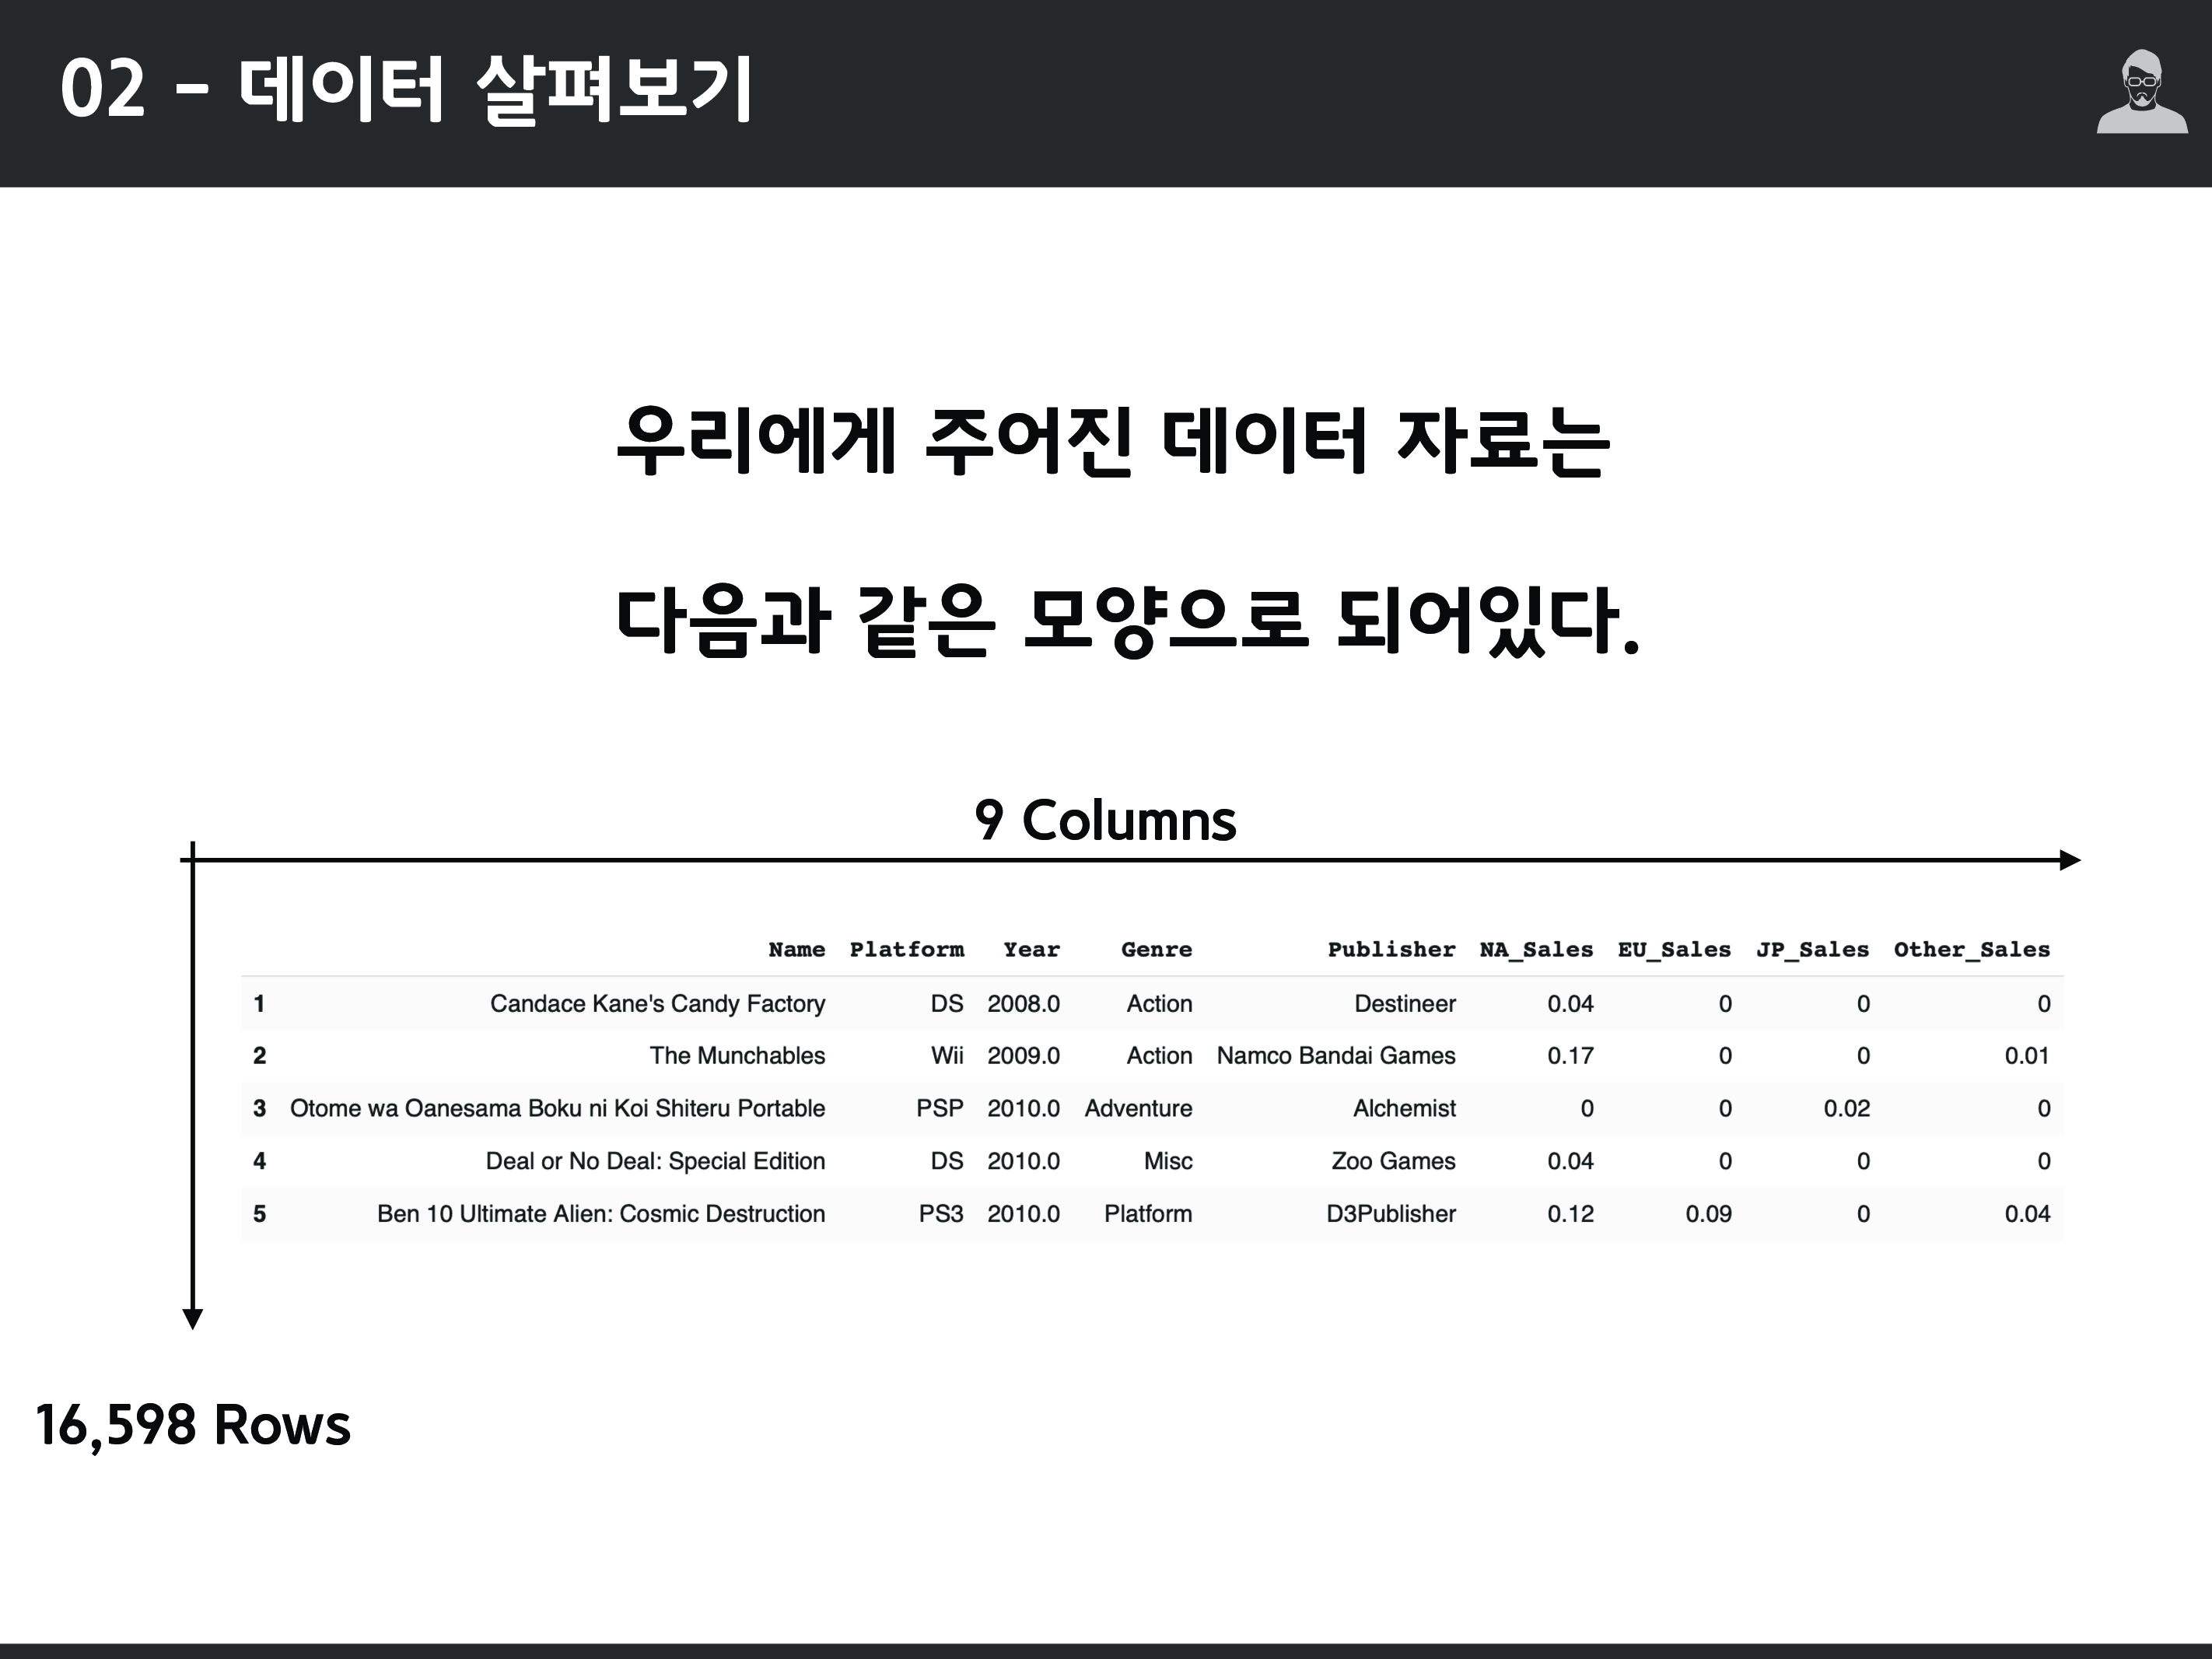 02 - 데이터 살펴보기
우리에게 주어진 데이터 자료는
다음과 같은 모양으로 되어있다.
9 Columns
Name Platform Year Genre Publisher NA_Sales EU_Sales JP_Sales Other_Sales
1 Candace Kane's Candy Factory DS 2008.0 Action Destineer 0.04 0 0 0
2 The Munchables Wii 2009.0 Action Namco Bandai Games 0.17 0 0 0.01
3 Otome wa Oanesama Boku ni Koi Shiteru Portable PSP 2010.0 Adventure Alchemist 0 0 0.02 0
4 Deal or No Deal: Special Edition DS 2010.0 Misc Zoo Games 0.04 0 0 0
5 Ben 10 Ultimate Alien: Cosmic Destruction PS3 2010.0 Platform D3Publisher 0.12 0.09 0 0.04
16,598 Rows